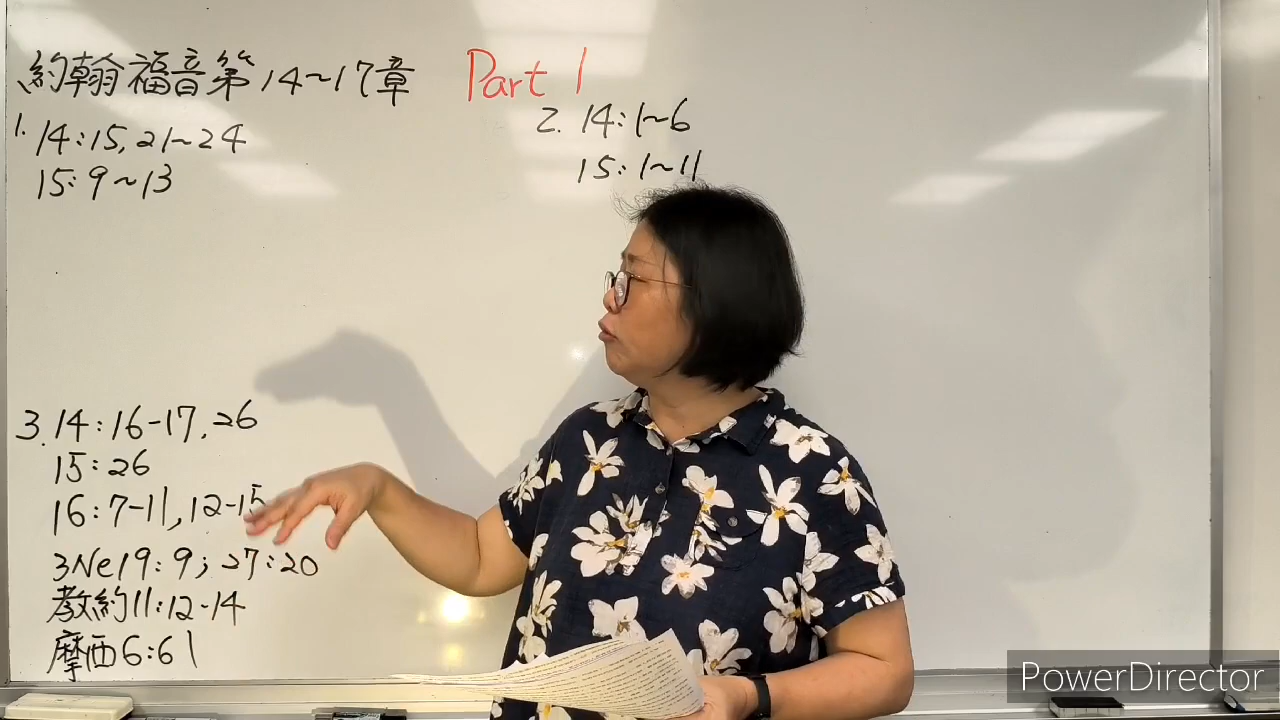 約翰福音第14~17章 Part 1
1. 14:15, 21~24
15:9~13
2. 14:1~6
15:1~11
3. 14:16-17, 26
15:26
16:7-11, 12-15
3Ne19:9; 27:20
教約11:12-14
摩西6:61
PowerDirector